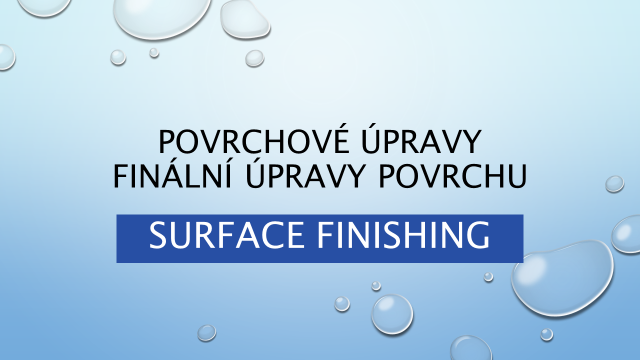 POVRCHOVÉ ÚPRAVY
FINÁLNÍ ÚPRAVY POVRCHU
SURFACE FINISHING